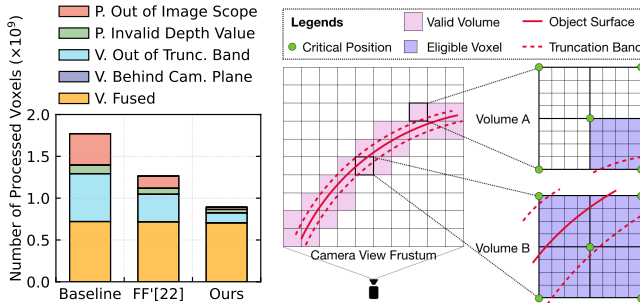 P. Out of Image Scope
P. Invalid Depth Value
V. Out of Trunc. Band
V. Behind Cam. Plane
V. Fused
Number of Processed Voxels (×10⁹)
2.0
1.5
1.0
0.5
0.0
Baseline
FF'[22]
Ours
Legends
Valid Volume
Object Surface
Critical Position
Eligible Voxel
Truncation Band
Volume A
Volume B
Camera View Frustum